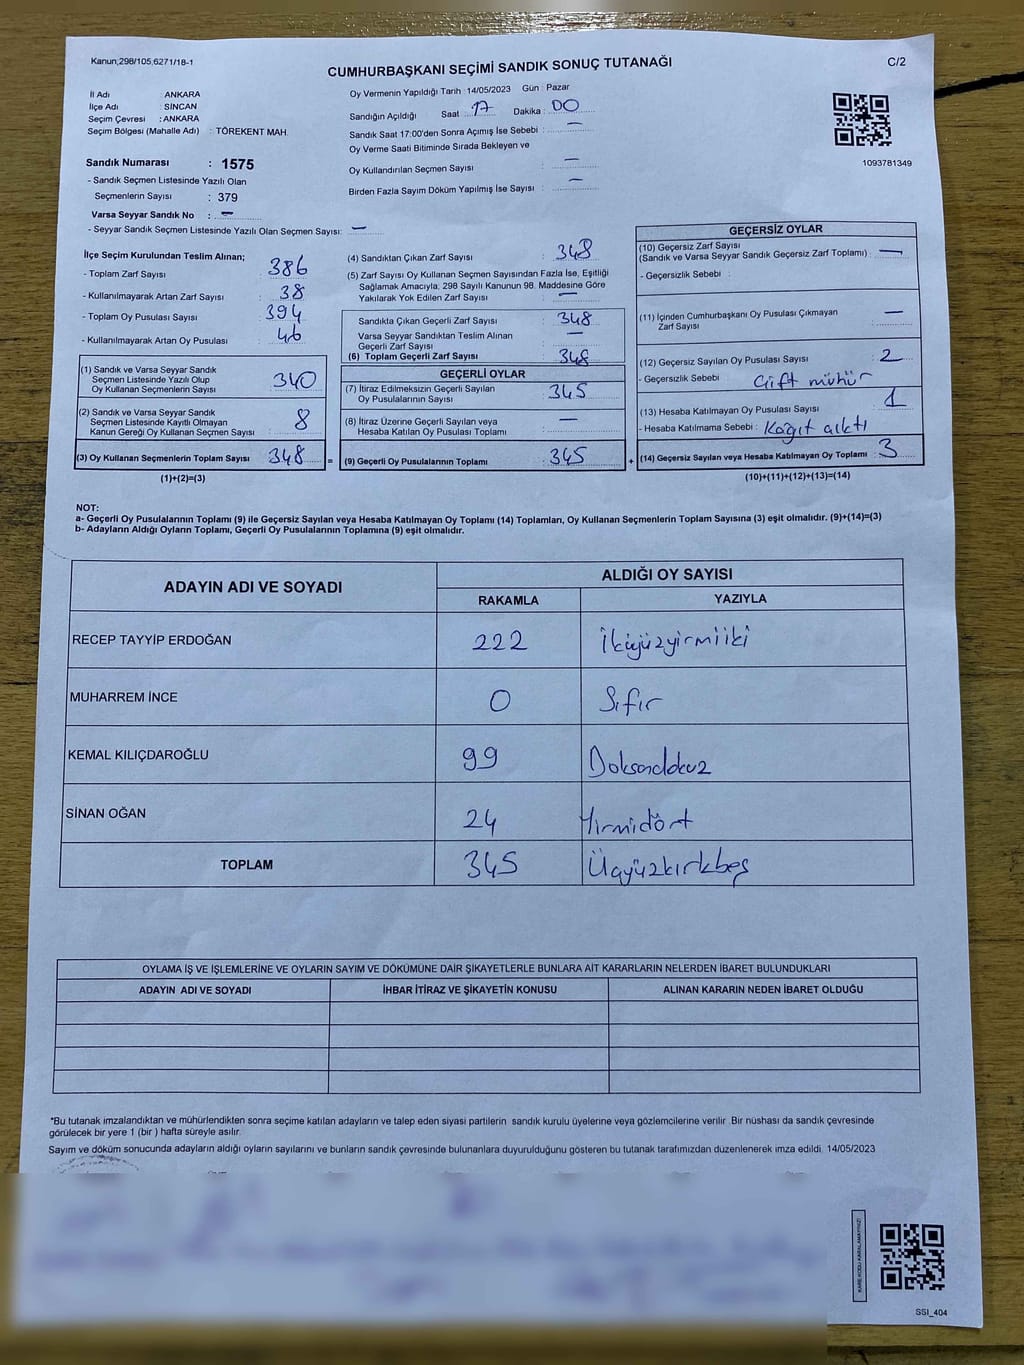 Kanun;298/105,6271/18-1
C/2
CUMHURBAŞKANI SEÇİMİ SANDIK SONUÇ TUTANAĞI
İl Adı : ANKARA
İlçe Adı : SİNCAN
Seçim Çevresi : ANKARA
Seçim Bölgesi (Mahalle Adı) : TÖREKENT MAH.
Sandık Numarası : 1575
- Sandık Seçmen Listesinde Yazılı Olan
Seçmenlerin Sayısı : 379
Varsa Seyyar Sandık No : -
- Seyyar Sandık Seçmen Listesinde Yazılı Olan Seçmen Sayısı: -
Oy Vermenin Yapıldığı Tarih : 14/05/2023 Gün : Pazar
Sandığın Açıldığı Saat : 17 Dakika : 00
Sandık Saat 17:00'den Sonra Açımış İse Sebebi : -
Oy Verme Saati Bitiminde Sırada Bekleyen ve
Oy Kullandırılan Seçmen Sayısı : -
Birden Fazla Sayım Döküm Yapılmış İse Sayısı : -
1093781349
İlçe Seçim Kurulundan Teslim Alınan;
- Toplam Zarf Sayısı : 386
- Kullanılmayarak Artan Zarf Sayısı : 38
- Toplam Oy Pusulası Sayısı : 394
- Kullanılmayarak Artan Oy Pusulası : 46
(1) Sandık ve Varsa Seyyar Sandık
Seçmen Listesinde Yazılı Olup
Oy Kullanan Seçmenlerin Sayısı : 340
(2) Sandık ve Varsa Seyyar Sandık
Seçmen Listesinde Kayıtlı Olmayan
Kanun Gereği Oy Kullanan Seçmen Sayısı : 8
(3) Oy Kullanan Seçmenlerin Toplam Sayısı : 348 =
(1)+(2)=(3)
(4) Sandıktan Çıkan Zarf Sayısı : 348
(5) Zarf Sayısı Oy Kullanan Seçmen Sayısından Fazla İse, Eşitliği
Sağlamak Amacıyla; 298 Sayılı Kanunun 98. Maddesine Göre
Yakılarak Yok Edilen Zarf Sayısı : -
Sandıkta Çıkan Geçerli Zarf Sayısı : 348
Varsa Seyyar Sandıktan Teslim Alınan
Geçerli Zarf Sayısı : -
(6) Toplam Geçerli Zarf Sayısı : 348
GEÇERLİ OYLAR
(7) İtiraz Edilmeksizin Geçerli Sayılan
Oy Pusulalarının Sayısı : 345
(8) İtiraz Üzerine Geçerli Sayılan veya
Hesaba Katılan Oy Pusulası Toplamı : -
(9) Geçerli Oy Pusulalarının Toplamı : 345 +
GEÇERSİZ OYLAR
(10) Geçersiz Zarf Sayısı
(Sandık ve Varsa Seyyar Sandık Geçersiz Zarf Toplamı) : -
- Geçersizlik Sebebi :
(11) İçinden Cumhurbaşkanı Oy Pusulası Çıkmayan
Zarf Sayısı : -
(12) Geçersiz Sayılan Oy Pusulası Sayısı : 2
- Geçersizlik Sebebi : Çift mühür
(13) Hesaba Katılmayan Oy Pusulası Sayısı : 1
- Hesaba Katılmama Sebebi : Kağıt çıktı
(14) Geçersiz Sayılan veya Hesaba Katılmayan Oy Toplamı : 3
(10)+(11)+(12)+(13)=(14)
NOT:
a- Geçerli Oy Pusulalarının Toplamı (9) ile Geçersiz Sayılan veya Hesaba Katılmayan Oy Toplamı (14) Toplamları, Oy Kullanan Seçmenlerin Toplam Sayısına (3) eşit olmalıdır. (9)+(14)=(3)
b- Adayların Aldığı Oyların Toplamı, Geçerli Oy Pusulalarının Toplamına (9) eşit olmalıdır.
ADAYIN ADI VE SOYADI
ALDIĞI OY SAYISI
RAKAMLA YAZIYLA
RECEP TAYYİP ERDOĞAN 222 İkiyüzyirmiiki
MUHARREM İNCE 0 Sıfır
KEMAL KILIÇDAROĞLU 99 Doksandokuz
SİNAN OĞAN 24 Yirmidört
TOPLAM 345 Üçyüzkırkbeş
OYLAMA İŞ VE İŞLEMLERİNE VE OYLARIN SAYIM VE DÖKÜMÜNE DAİR ŞİKAYETLERLE BUNLARA AİT KARARLARIN NELERDEN İBARET BULUNDUKLARI
ADAYIN ADI VE SOYADI İHBAR İTİRAZ VE ŞİKAYETİN KONUSU ALINAN KARARIN NEDEN İBARET OLDUĞU
*Bu tutanak imzalandıktan ve mühürlendikten sonra seçime katılan adayların ve talep eden siyasi partilerin sandık kurulu üyelerine veya gözlemcilerine verilir. Bir nüshası da sandık çevresinde
görülecek bir yere 1 (bir) hafta süreyle asılır.
Sayım ve döküm sonucunda adayların aldığı oyların sayılarını ve bunların sandık çevresinde bulunanlara duyurulduğunu gösteren bu tutanak tarafımızdan düzenlenerek imza edildi. 14/05/2023
KARE KODU KARALAMAYINIZ!
SSI_404